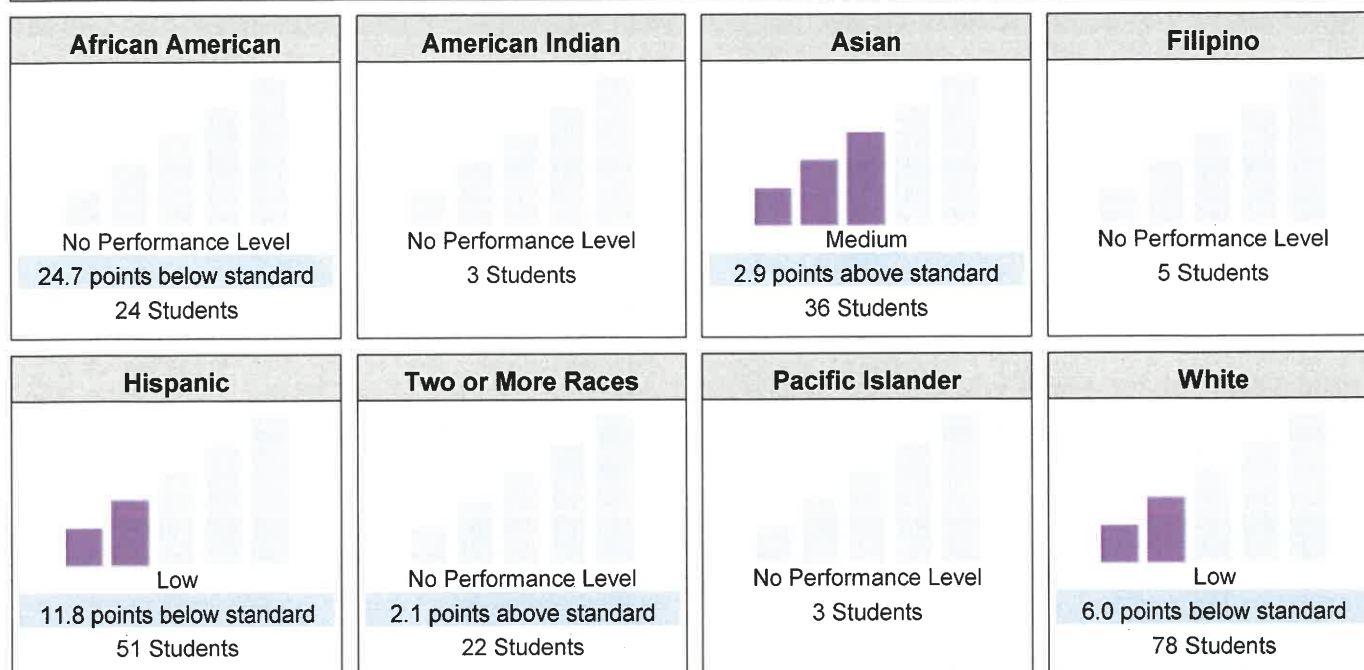 African American
No Performance Level
24.7 points below standard
24 Students
American Indian
No Performance Level
3 Students
Asian
Medium
2.9 points above standard
36 Students
Filipino
No Performance Level
5 Students
Hispanic
Low
11.8 points below standard
51 Students
Two or More Races
No Performance Level
2.1 points above standard
22 Students
Pacific Islander
No Performance Level
3 Students
White
Low
6.0 points below standard
78 Students